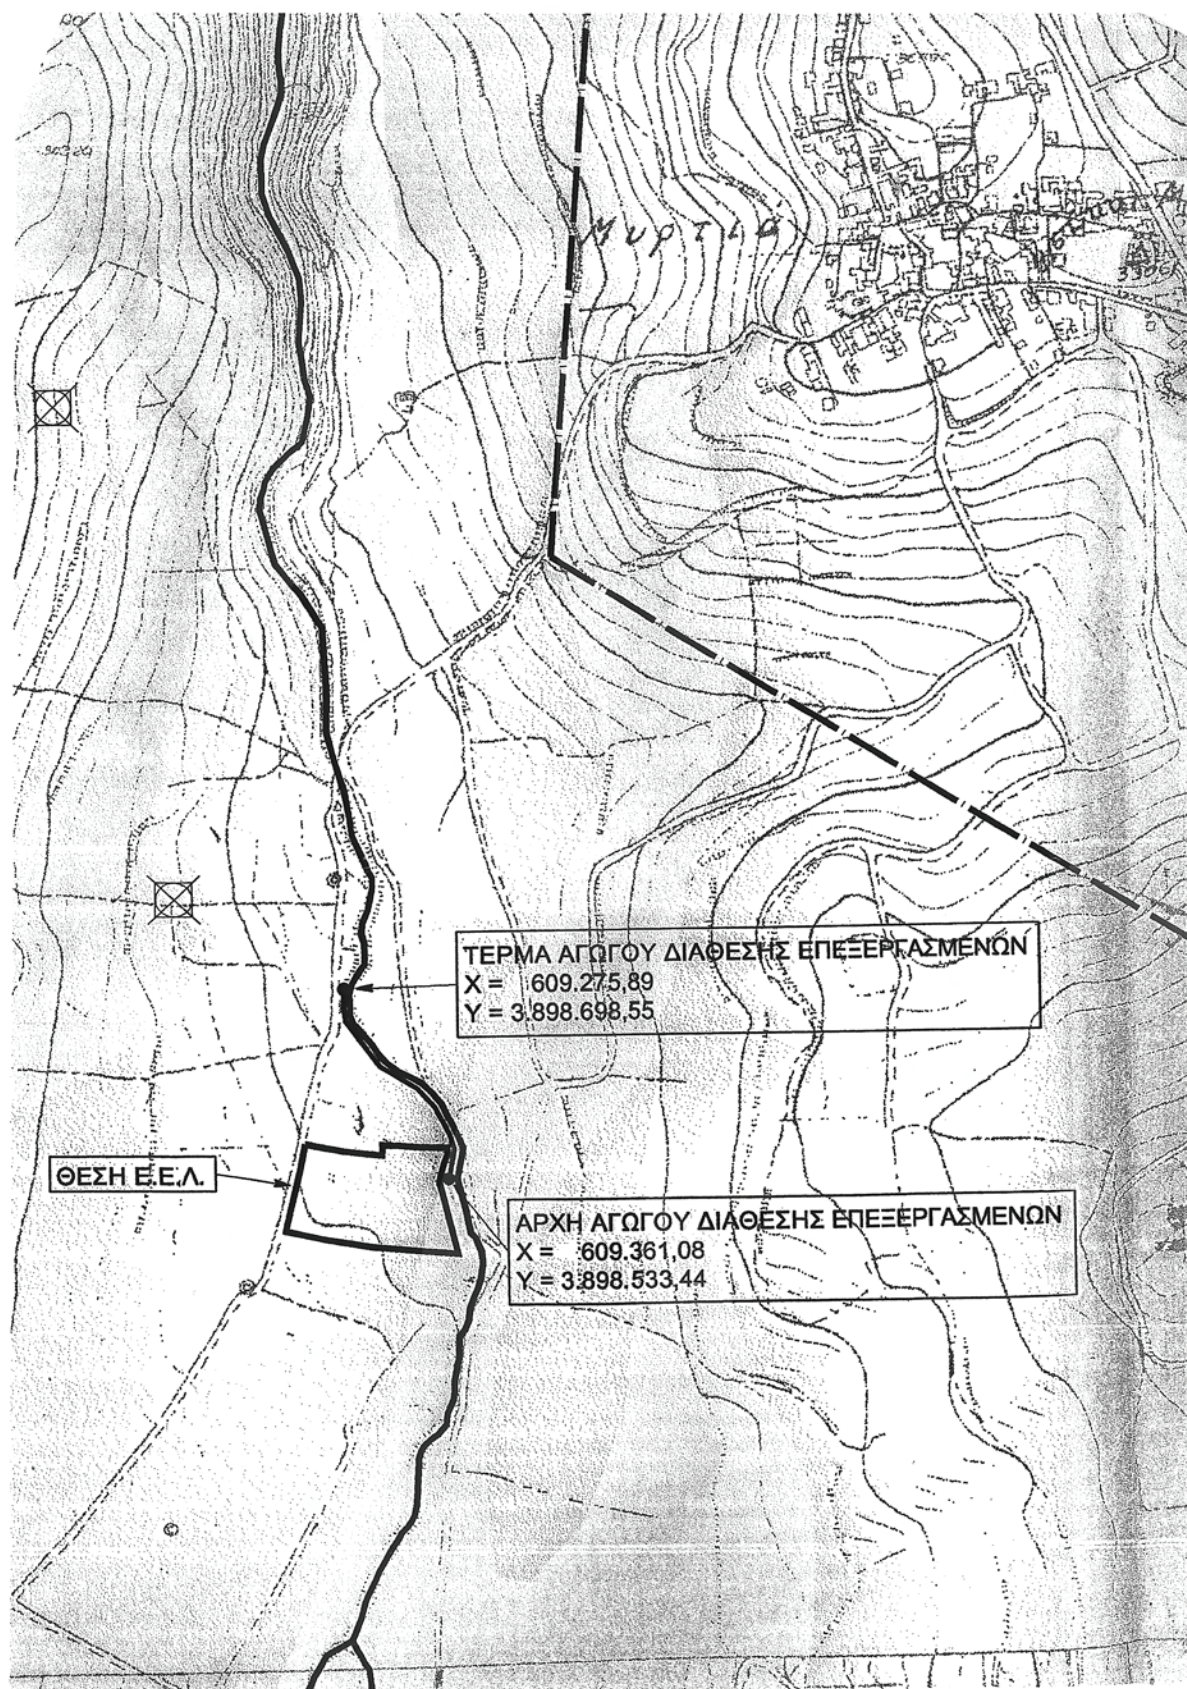 Μυρτιά
ΤΕΡΜΑ ΑΓΩΓΟΥ ΔΙΑΘΕΣΗΣ ΕΠΕΞΕΡΓΑΣΜΕΝΩΝ
X = 609.275,89
Y = 3.898.698,55
ΘΕΣΗ Ε.Ε.Λ.
ΑΡΧΗ ΑΓΩΓΟΥ ΔΙΑΘΕΣΗΣ ΕΠΕΞΕΡΓΑΣΜΕΝΩΝ
X = 609.361,08
Y = 3.898.533,44